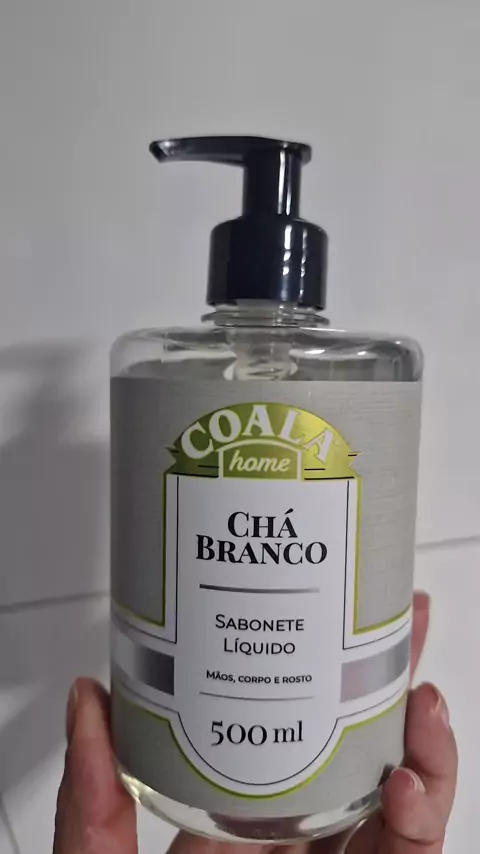 COALA
home
CHÁ
BRANCO
SABONETE
LÍQUIDO
MÃOS, CORPO E ROSTO
500 ml